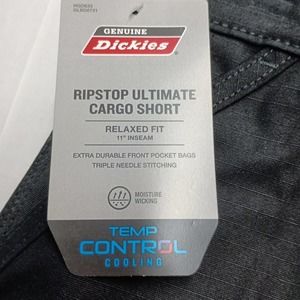 GENUINE
Dickies
RIPSTOP ULTIMATE
CARGO SHORT
RELAXED FIT
11" INSEAM
EXTRA DURABLE FRONT POCKET BAGS
TRIPLE NEEDLE STITCHING
MOISTURE
WICKING
TEMP
CONTROL
COOLING